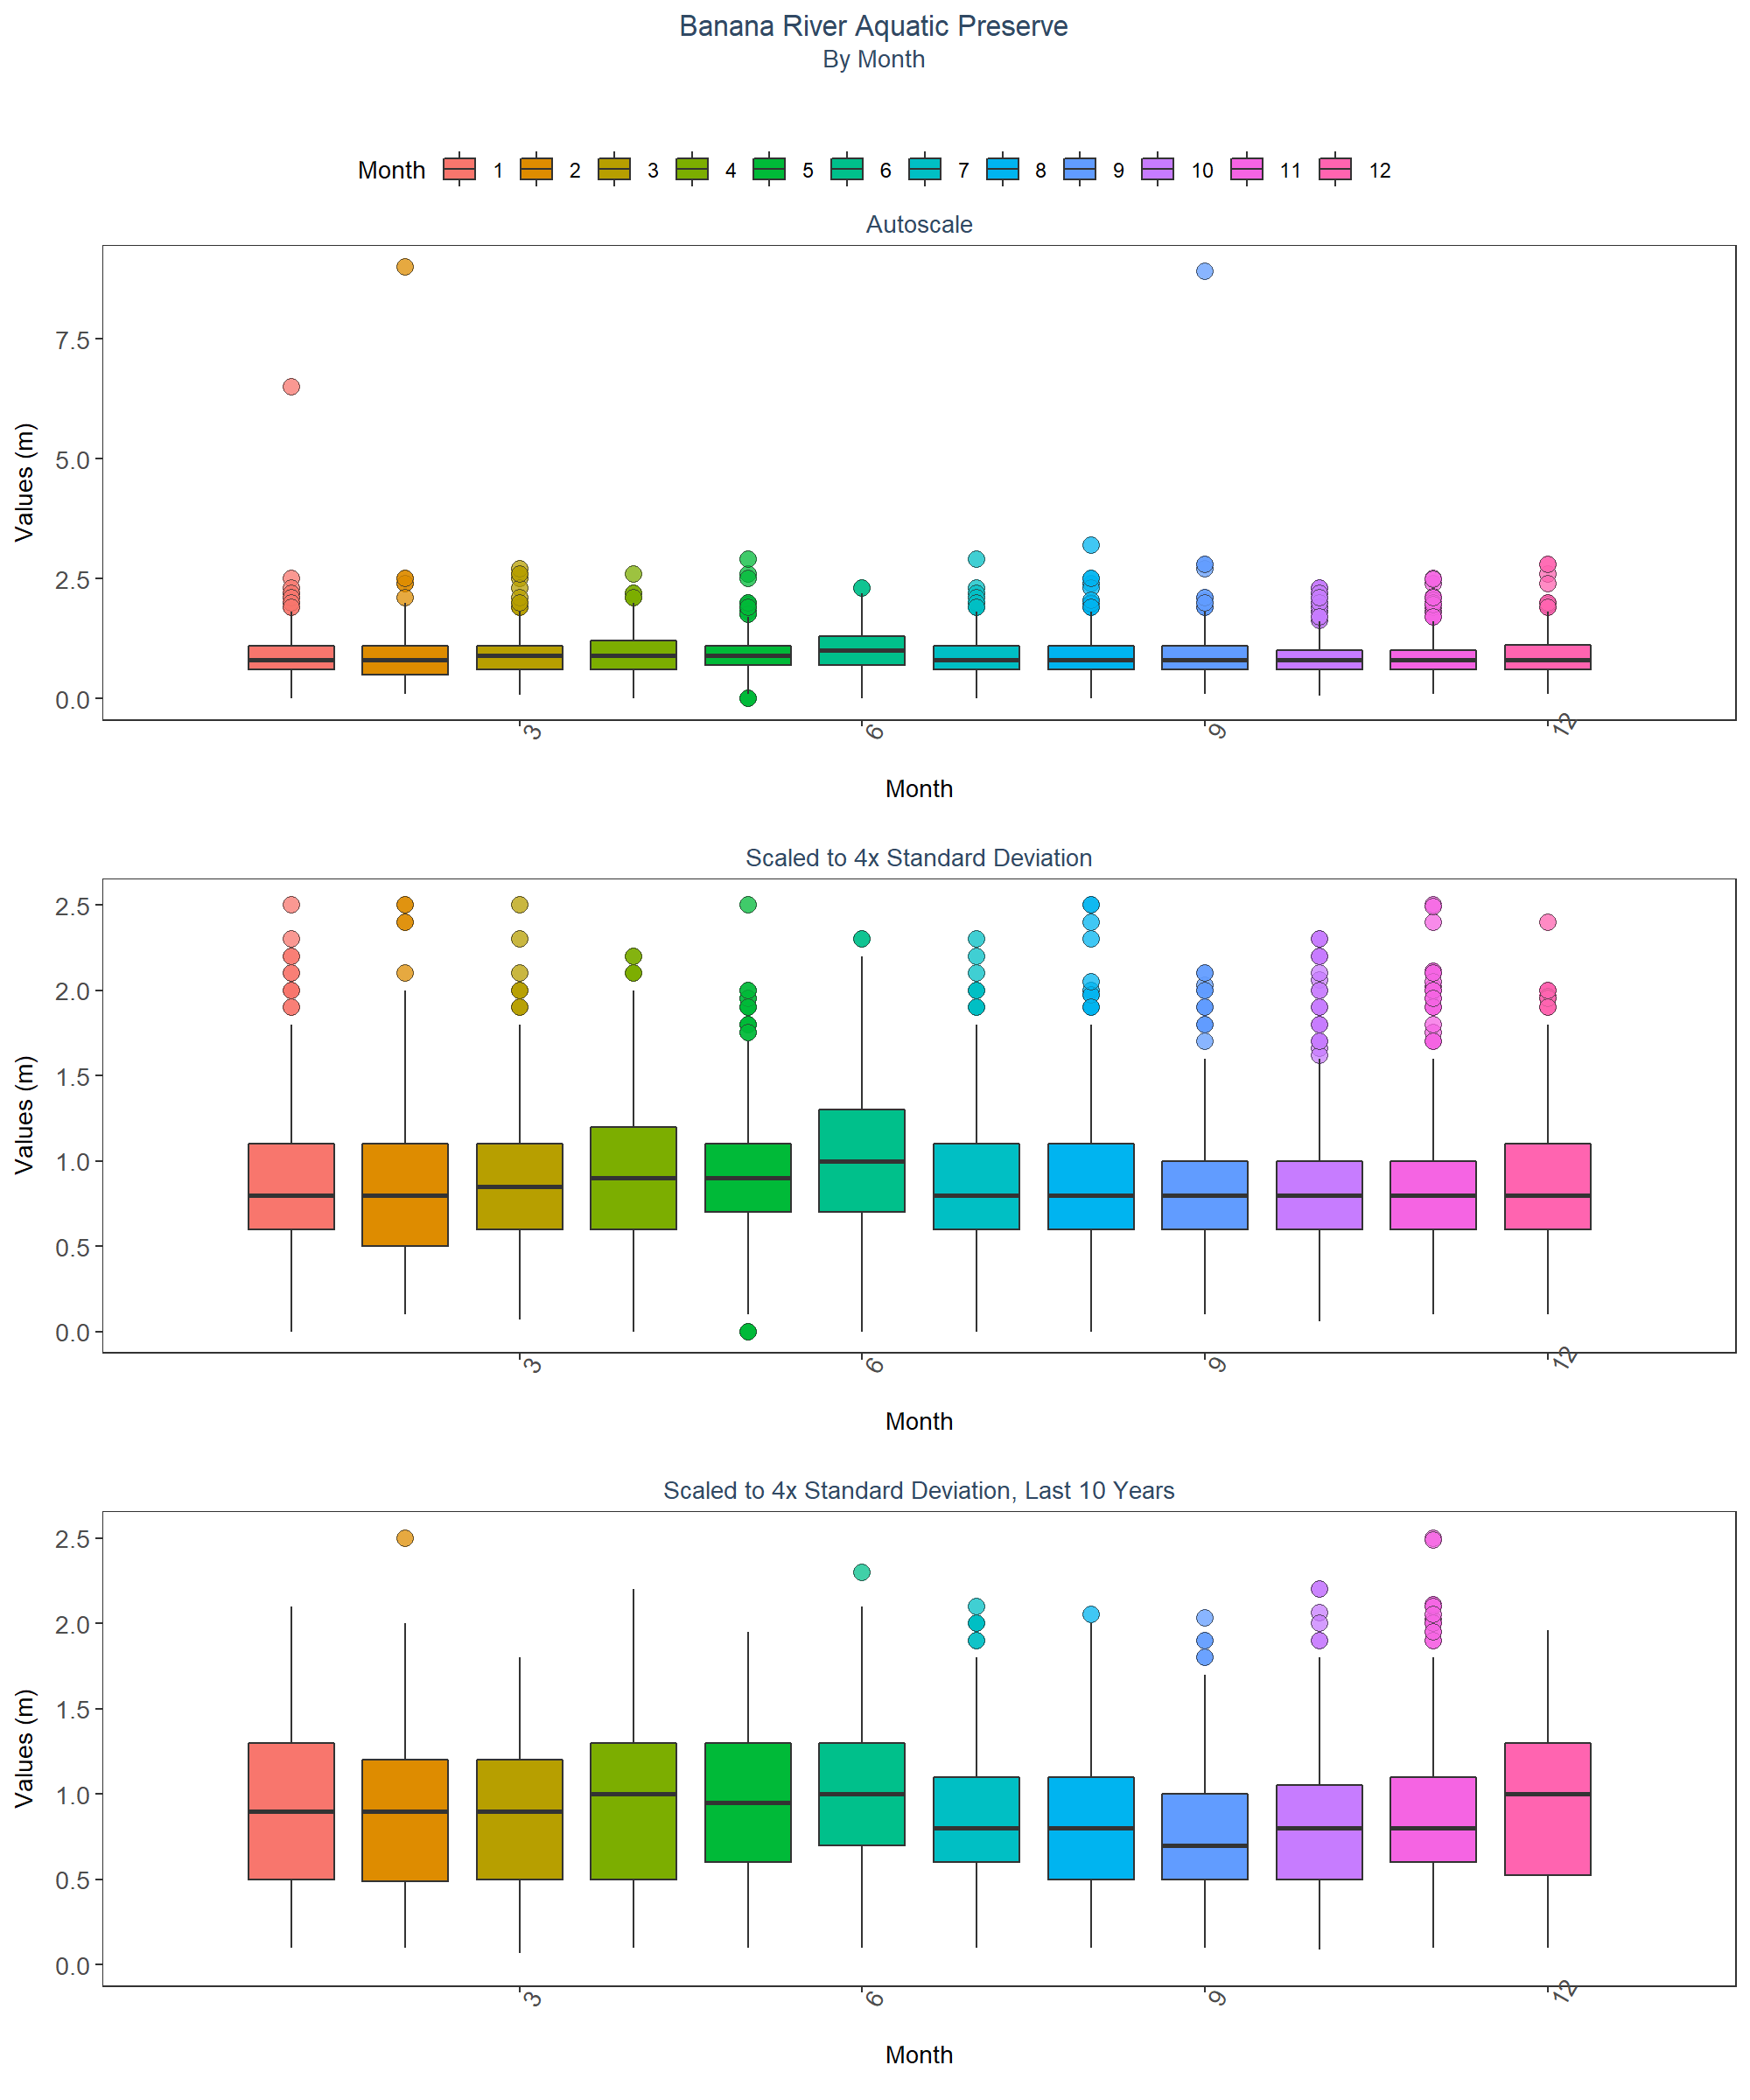 Banana River Aquatic Preserve
By Month
Month 1 2 3 4 5 6 7 8 9 10 11 12
Autoscale
Values (m)
7.5
5.0
2.5
0.0
3 6 9 12
Month
Scaled to 4x Standard Deviation
Values (m)
2.5
2.0
1.5
1.0
0.5
0.0
3 6 9 12
Month
Scaled to 4x Standard Deviation, Last 10 Years
Values (m)
2.5
2.0
1.5
1.0
0.5
0.0
3 6 9 12
Month